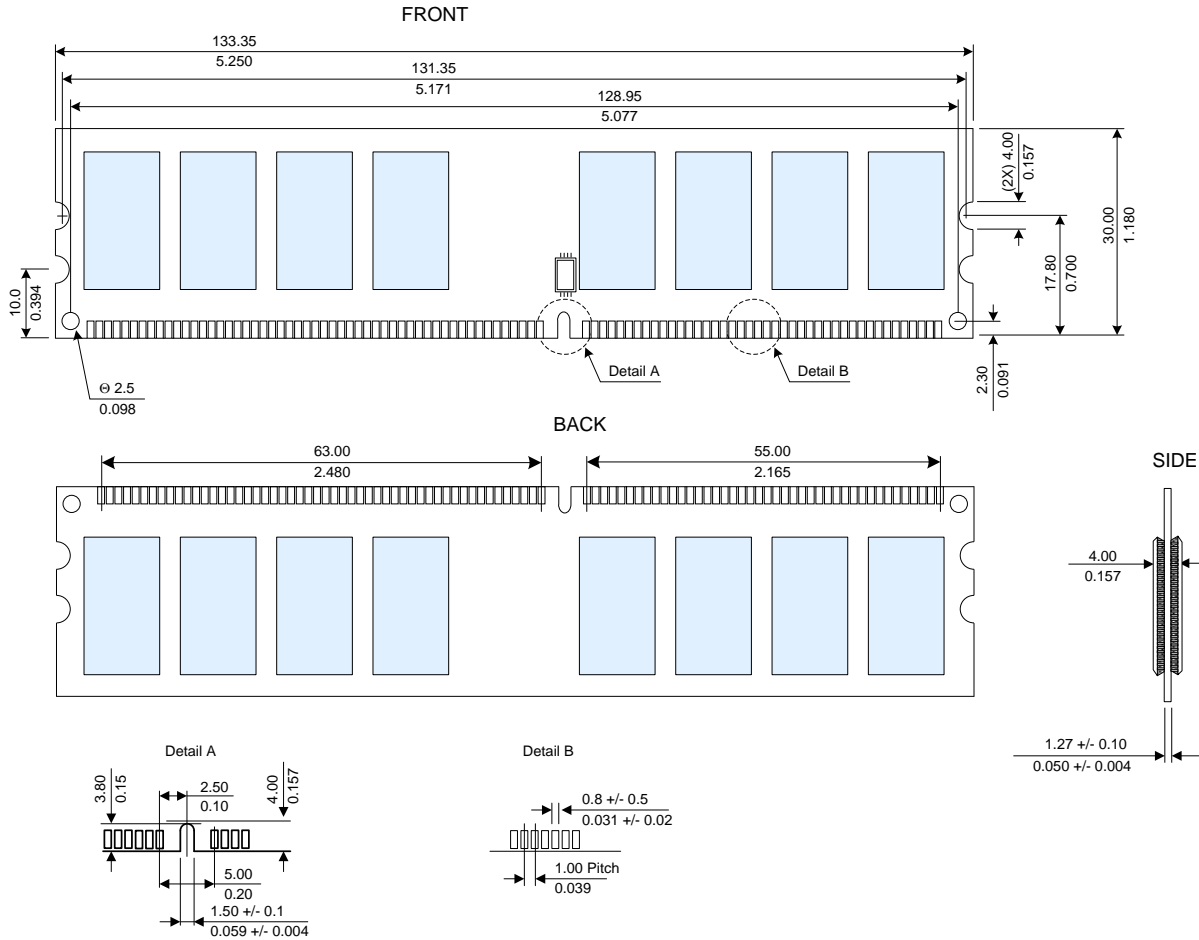 FRONT
133.35
5.250
131.35
5.171
128.95
5.077
(2X) 4.00
0.157
30.00
1.180
17.80
0.700
10.0
0.394
2.30
0.091
Detail A
Detail B
Θ 2.5
0.098
BACK
63.00
2.480
55.00
2.165
SIDE
4.00
0.157
1.27 +/- 0.10
0.050 +/- 0.004
Detail A
3.80
0.15
2.50
0.10
4.00
0.157
5.00
0.20
1.50 +/- 0.1
0.059 +/- 0.004
Detail B
0.8 +/- 0.5
0.031 +/- 0.02
1.00 Pitch
0.039